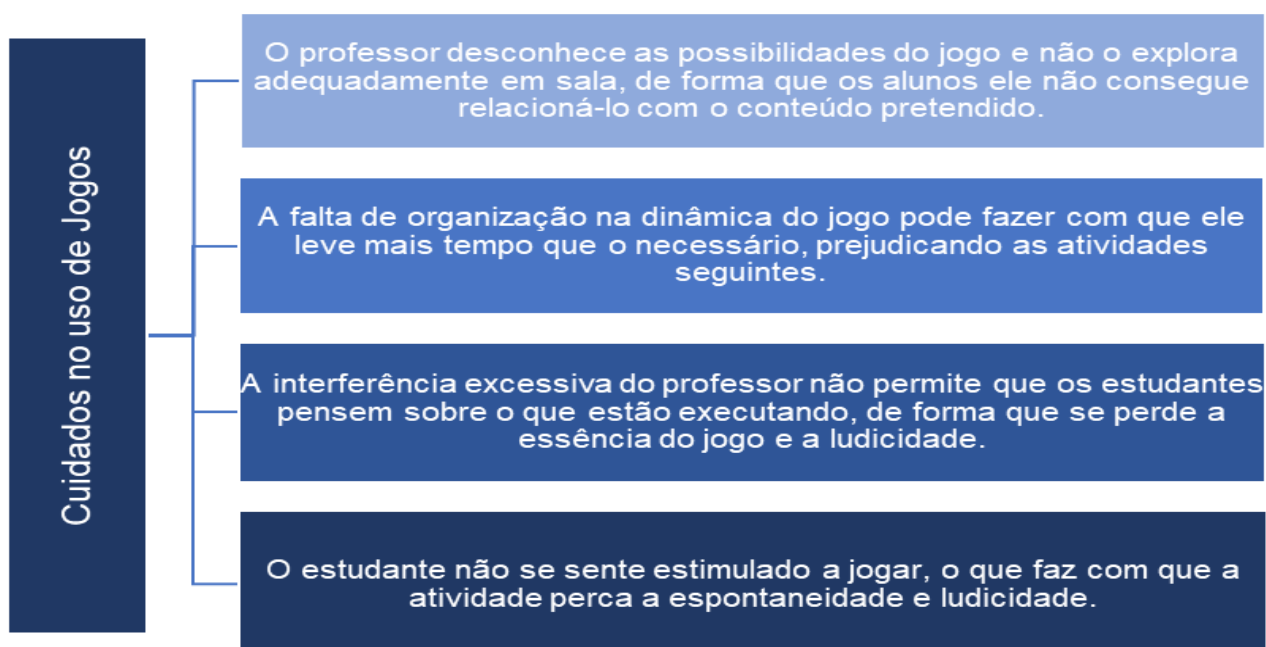 Cuidados no uso de Jogos
O professor desconhece as possibilidades do jogo e não o explora
adequadamente em sala, de forma que os alunos ele não consegue
relacioná-lo com o conteúdo pretendido.
A falta de organização na dinâmica do jogo pode fazer com que ele
leve mais tempo que o necessário, prejudicando as atividades
seguintes.
A interferência excessiva do professor não permite que os estudantes
pensem sobre o que estão executando, de forma que se perde a
essência do jogo e a ludicidade.
O estudante não se sente estimulado a jogar, o que faz com que a
atividade perca a espontaneidade e ludicidade.